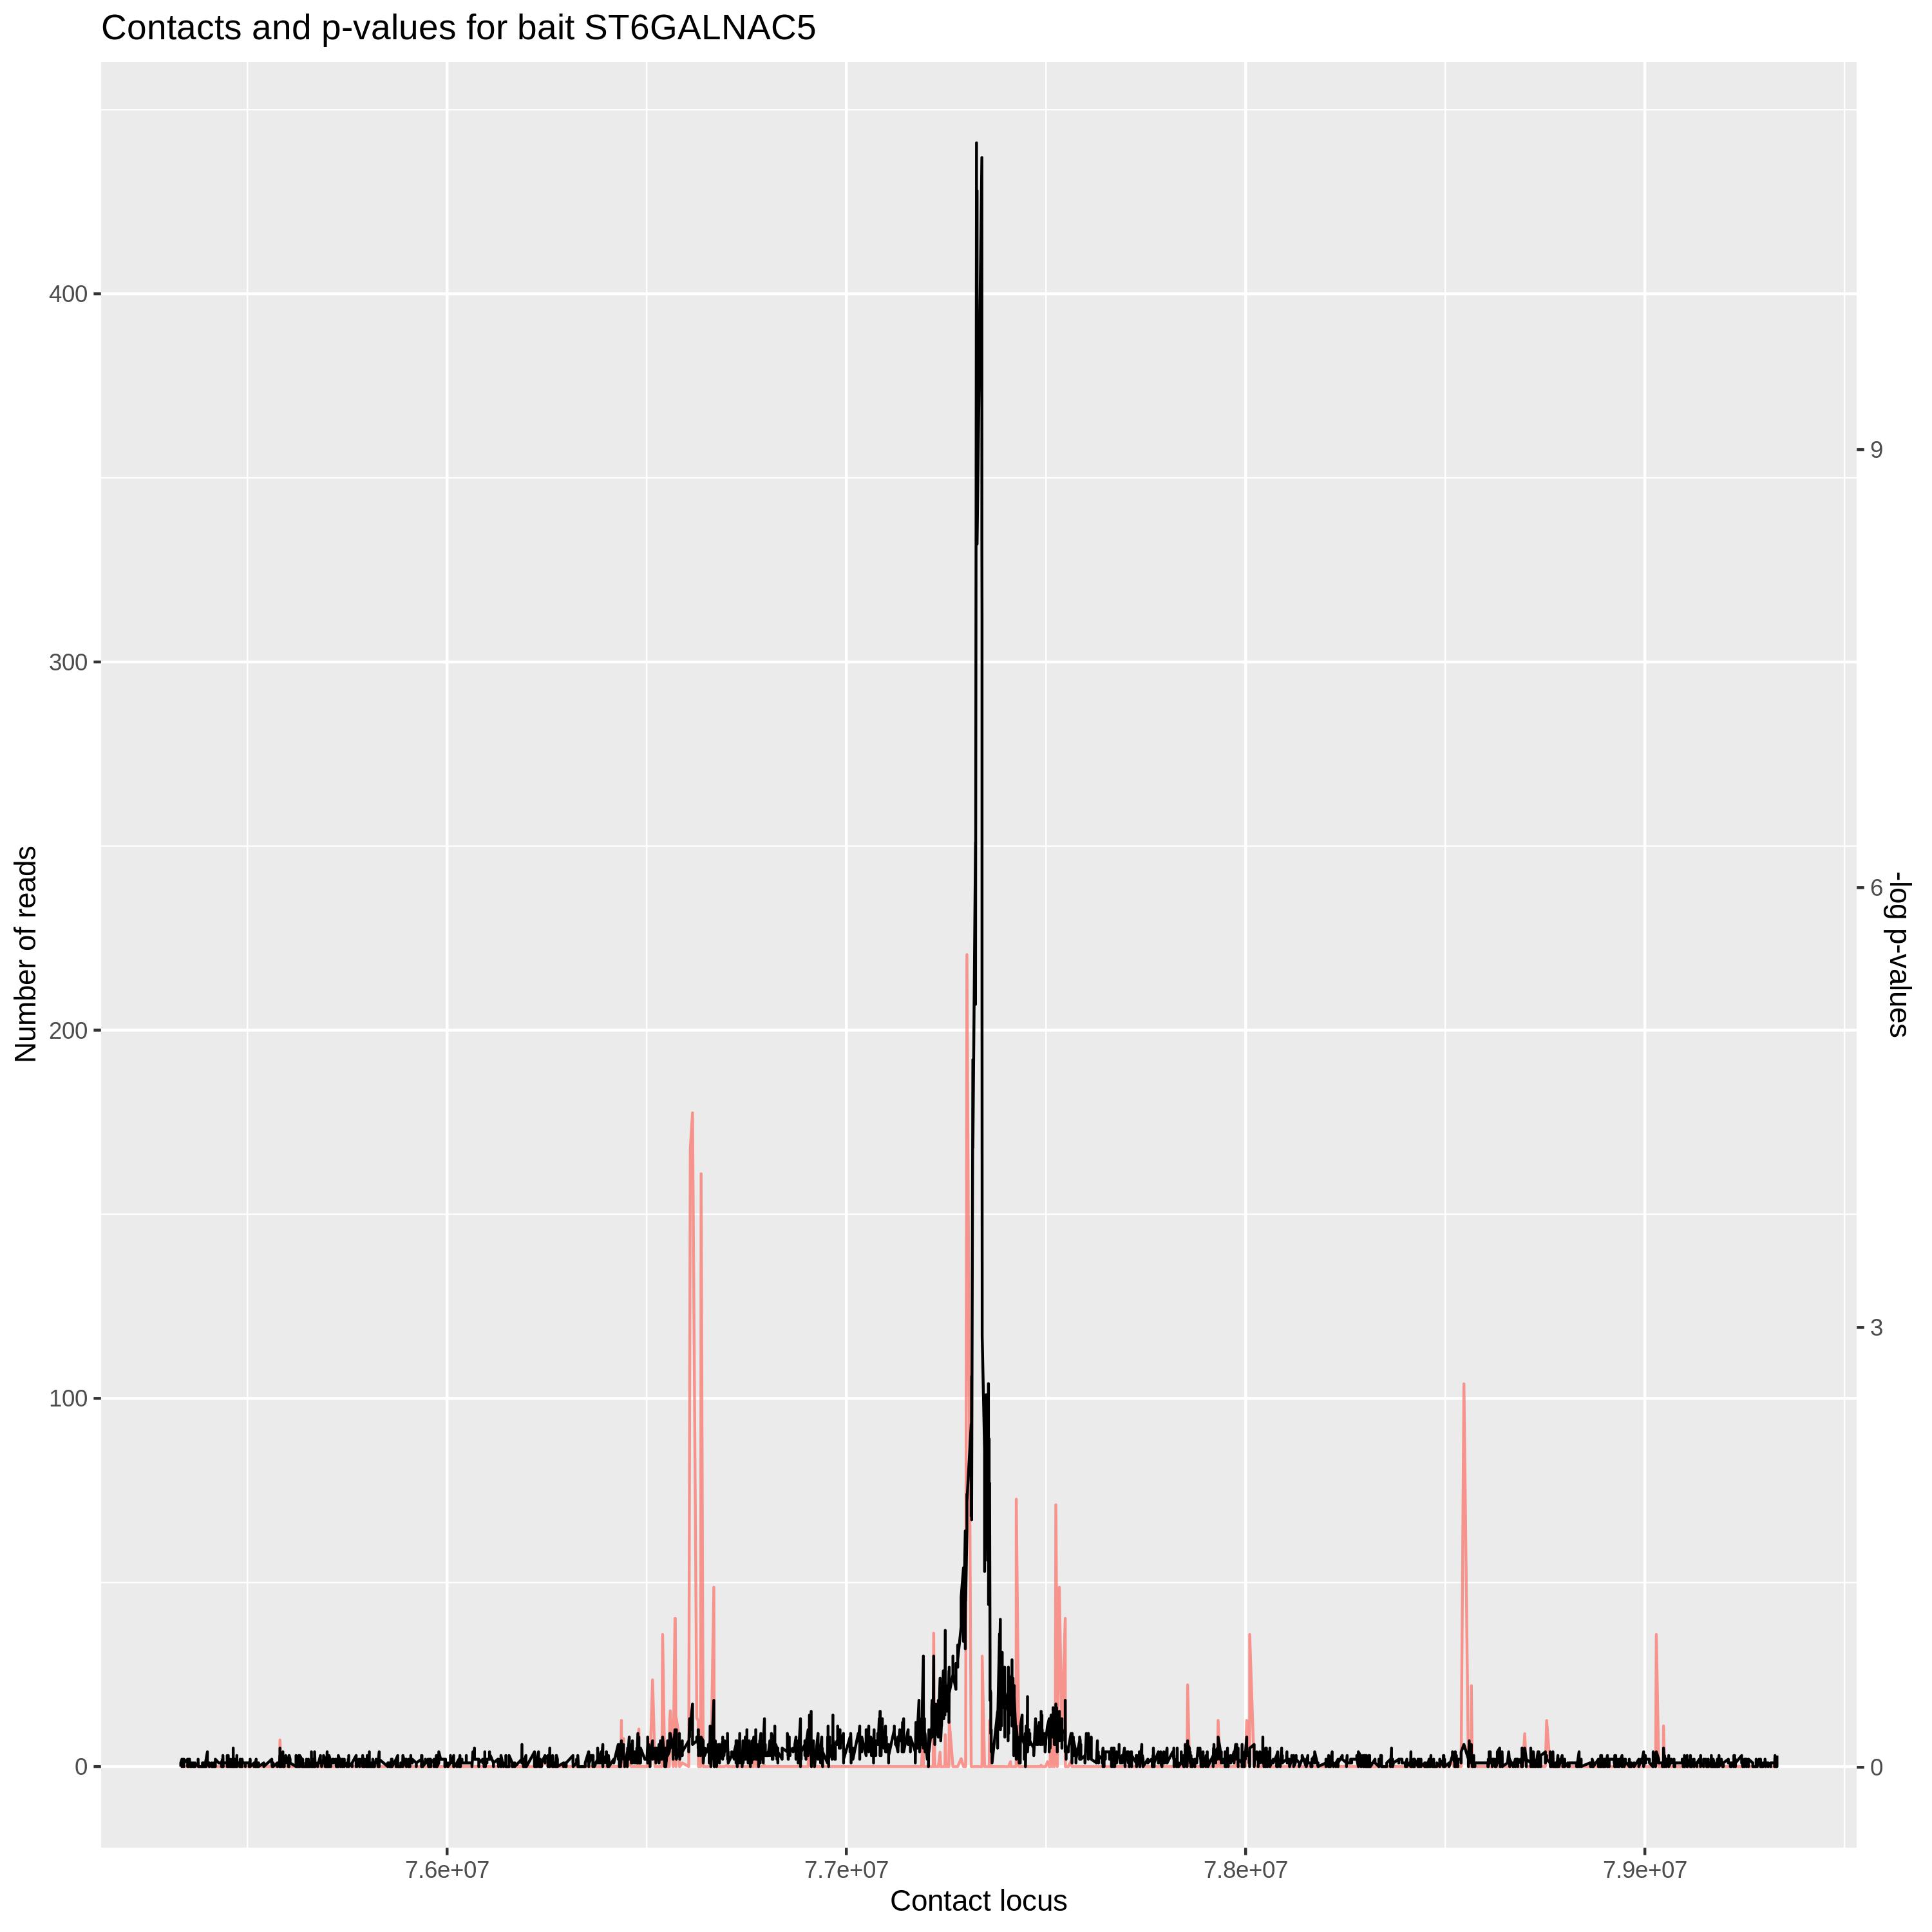 Contacts and p-values for bait ST6GALNAC5
400
300
200
100
0
Number of reads
9
6
3
0
-log p-values
7.6e+07 7.7e+07 7.8e+07 7.9e+07
Contact locus